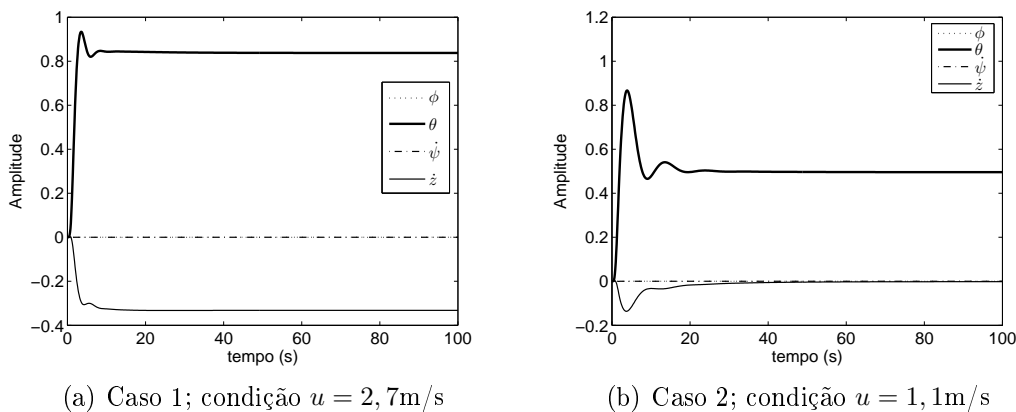 1
0.8
0.6
0.4
0.2
0
−0.2
−0.4
0 20 40 60 80 100
Amplitude
tempo (s)
ϕ
θ
ψ̇
ż
(a) Caso 1; condição u = 2, 7m/s
1.2
1
0.8
0.6
0.4
0.2
0
−0.2
0 20 40 60 80 100
Amplitude
tempo (s)
ϕ
θ
ψ̇
ż
(b) Caso 2; condição u = 1, 1m/s